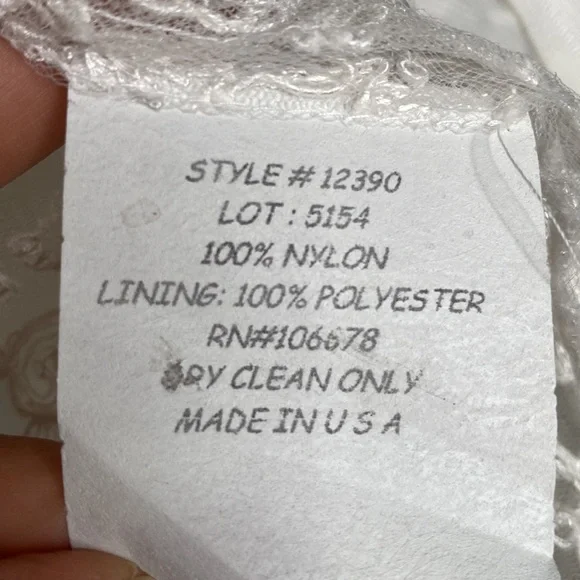 STYLE # 12390
LOT : 5154
100% NYLON
LINING: 100% POLYESTER
RN#106678
DRY CLEAN ONLY
MADE IN U S A